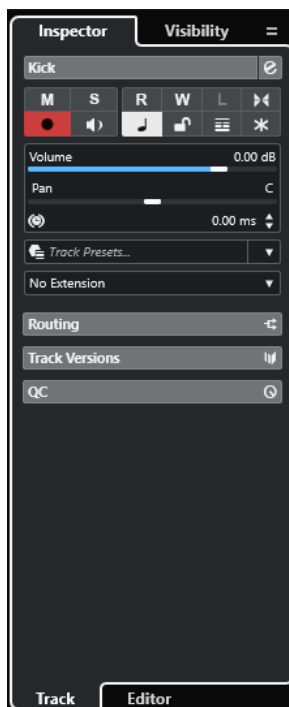 Inspector Visibility
Kick e
M S R W L
Volume 0.00 dB
Pan C
0.00 ms
Track Presets...
No Extension
Routing
Track Versions
QC
Track Editor